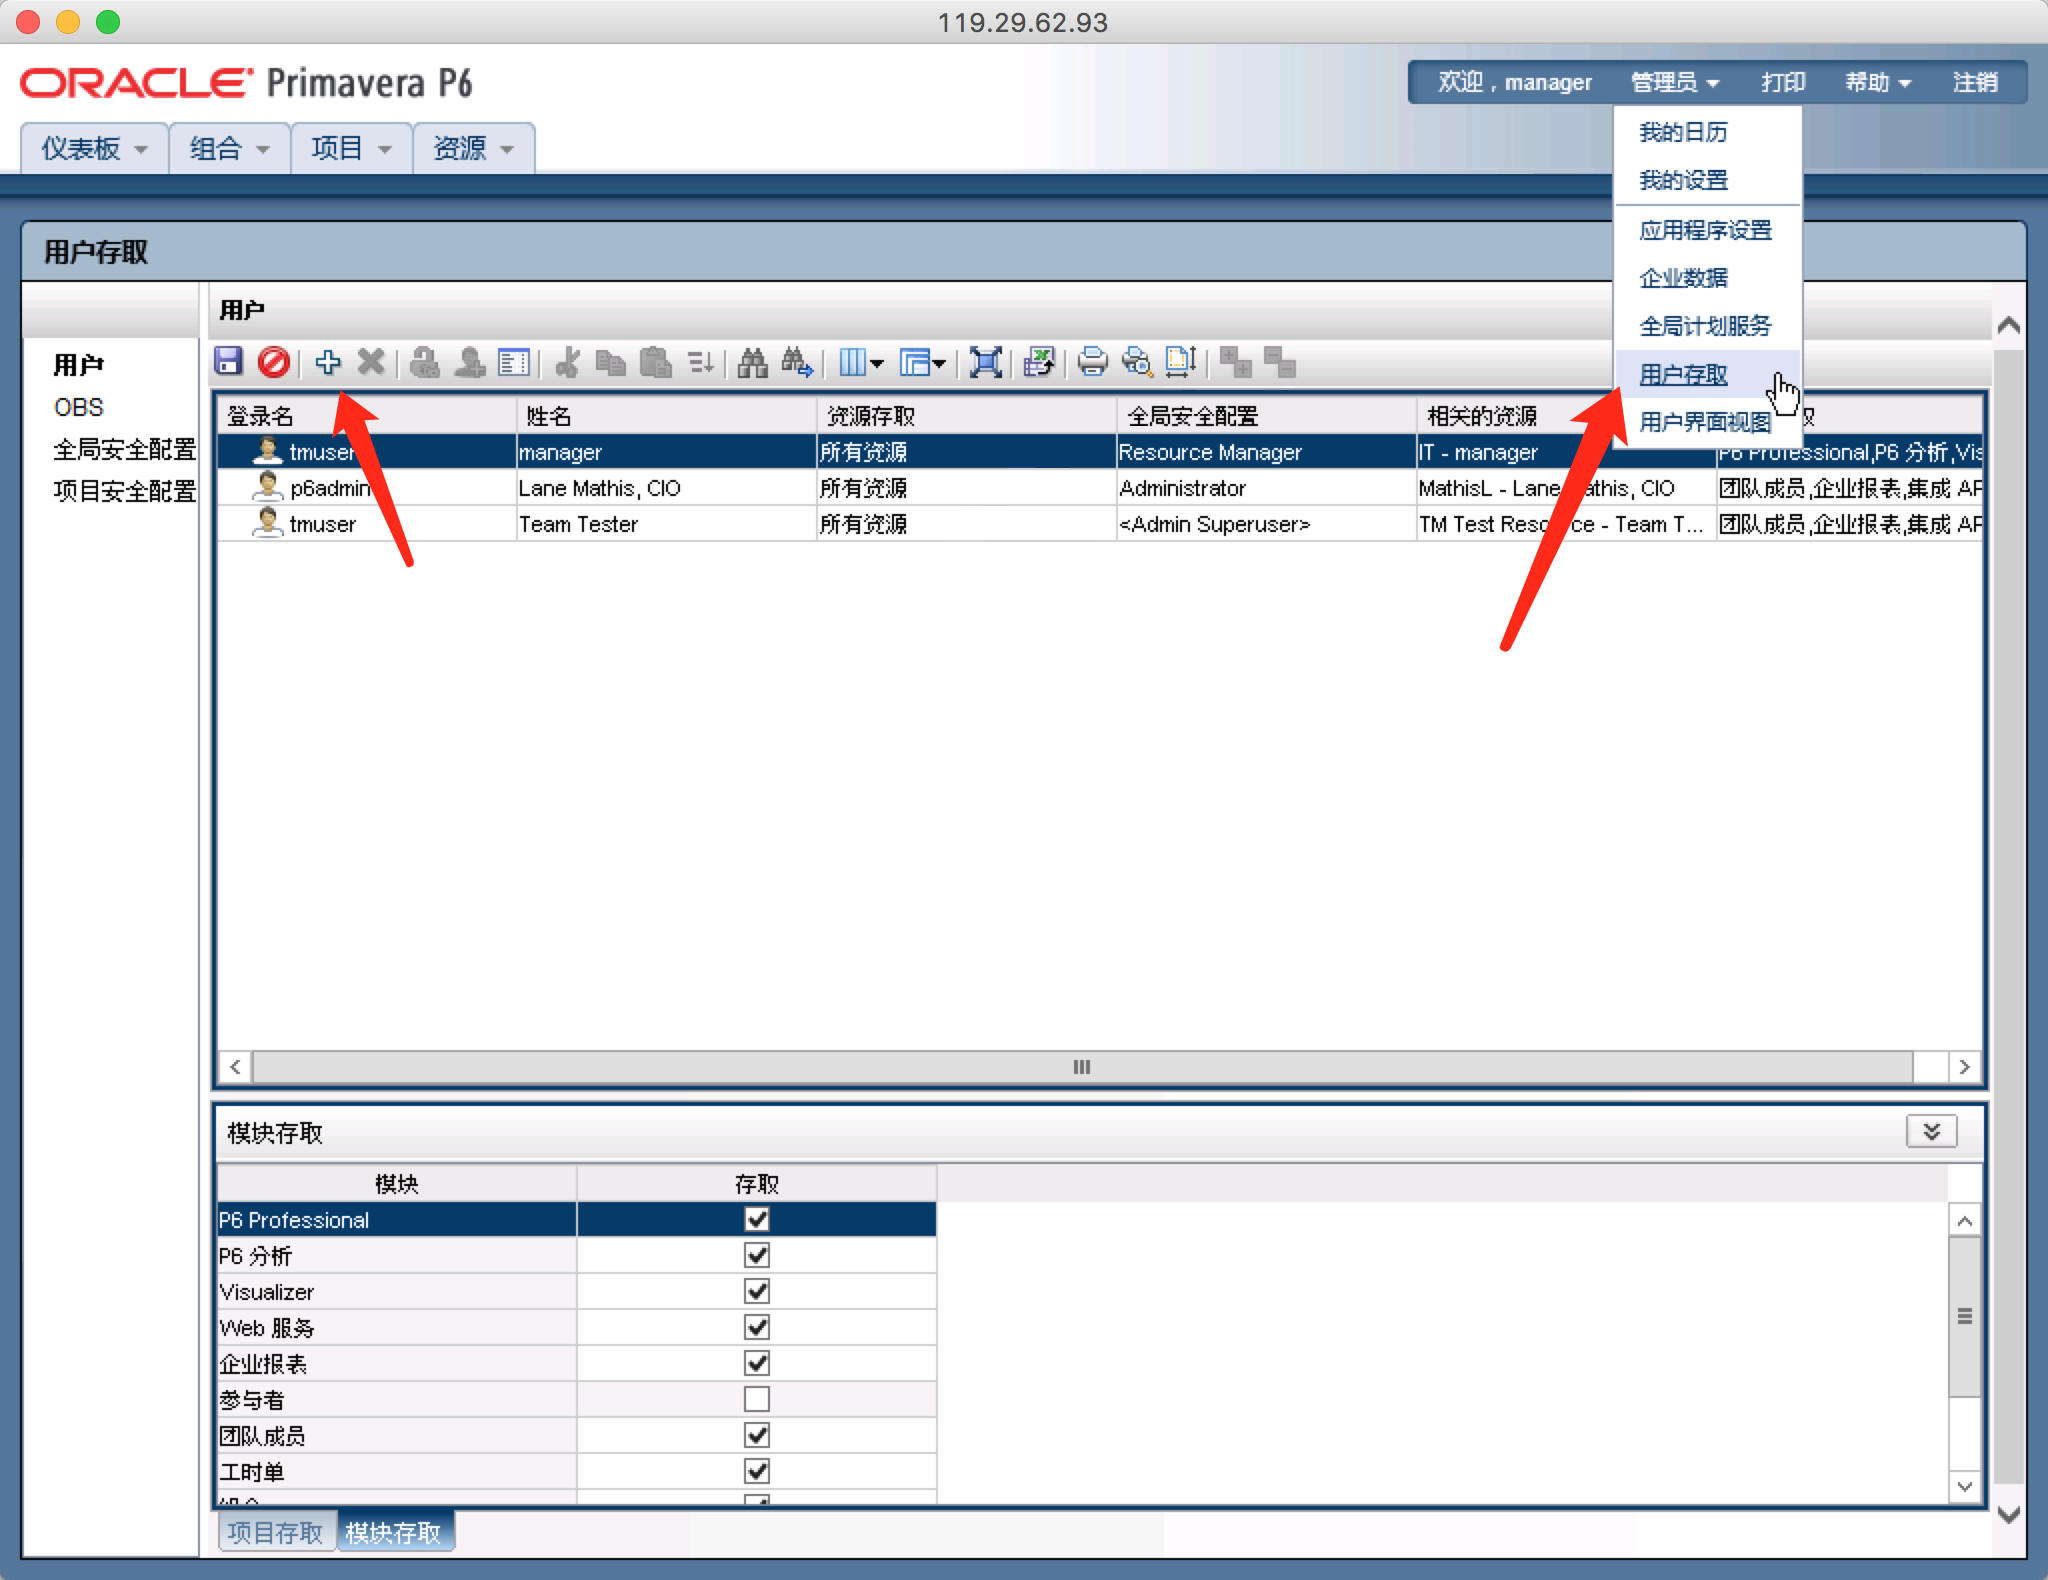 119.29.62.93
ORACLE Primavera P6
欢迎，manager 管理员 打印 帮助 注销
仪表板 组合 项目 资源
我的日历
我的设置
应用程序设置
企业数据
全局计划服务
用户存取
用户界面视图
用户存取
用户
OBS
全局安全配置
项目安全配置
用户
登录名 姓名 资源存取 全局安全配置 相关的资源
tmuser manager 所有资源 Resource Manager IT - manager P6 Professional,P6 分析,Vis
p6admin Lane Mathis, CIO 所有资源 Administrator MathisL - Lane Mathis, CIO 团队成员,企业报表,集成 AP
tmuser Team Tester 所有资源 <Admin Superuser> TM Test Resource - Team T... 团队成员,企业报表,集成 AP
模块存取
模块 存取
P6 Professional
P6 分析
Visualizer
Web 服务
企业报表
参与者
团队成员
工时单
项目存取 模块存取